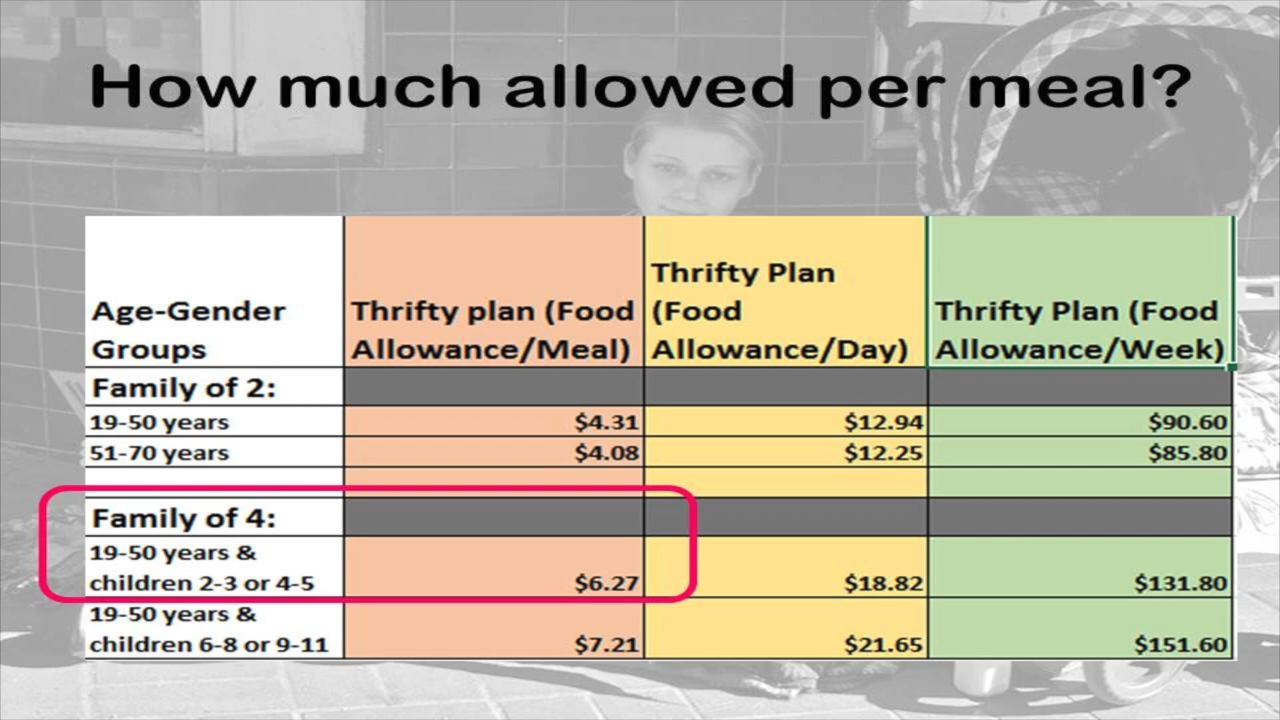 How much allowed per meal?
Age-Gender Groups
Thrifty plan (Food Allowance/Meal)
Thrifty Plan (Food Allowance/Day)
Thrifty Plan (Food Allowance/Week)
Family of 2:
19-50 years $4.31 $12.94 $90.60
51-70 years $4.08 $12.25 $85.80
Family of 4:
19-50 years &
children 2-3 or 4-5 $6.27 $18.82 $131.80
19-50 years &
children 6-8 or 9-11 $7.21 $21.65 $151.60